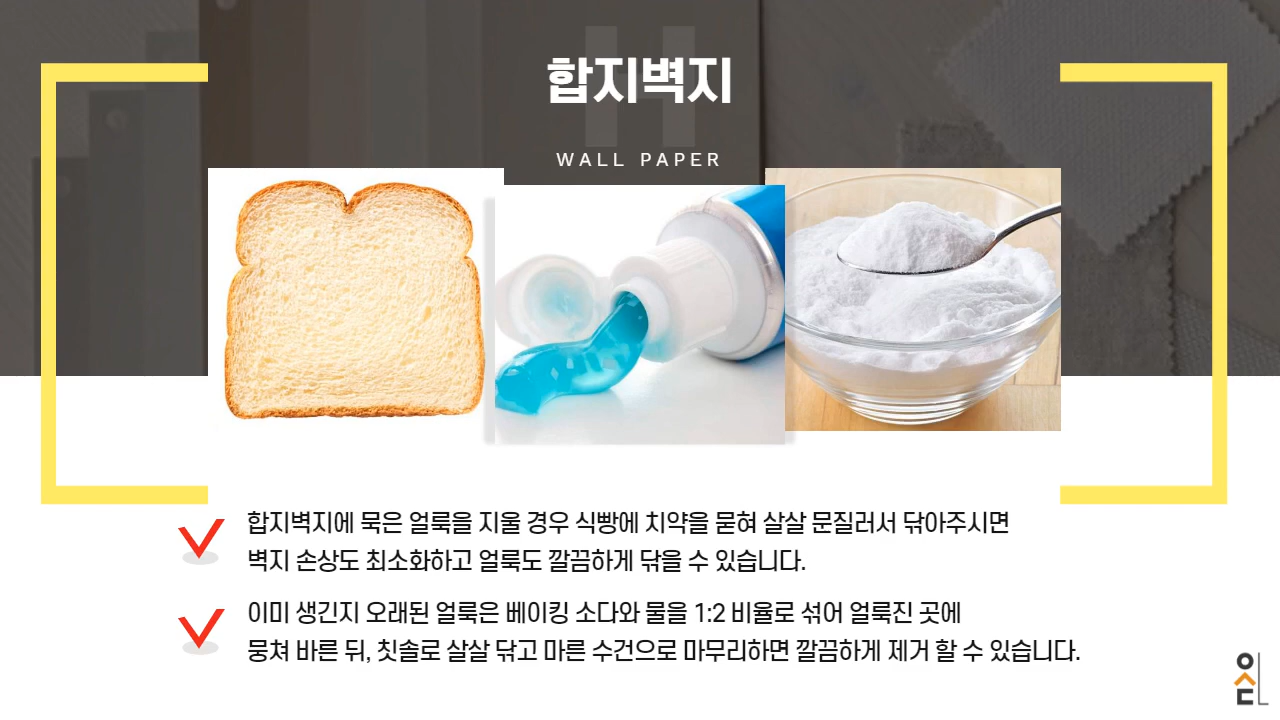 합지벽지
WALL PAPER
합지벽지에 묵은 얼룩을 지울 경우 식빵에 치약을 묻혀 살살 문질러서 닦아주시면
벽지 손상도 최소화하고 얼룩도 깔끔하게 닦을 수 있습니다.
이미 생긴지 오래된 얼룩은 베이킹 소다와 물을 1:2 비율로 섞어 얼룩진 곳에
뭉쳐 바른 뒤, 칫솔로 살살 닦고 마른 수건으로 마무리하면 깔끔하게 제거 할 수 있습니다.